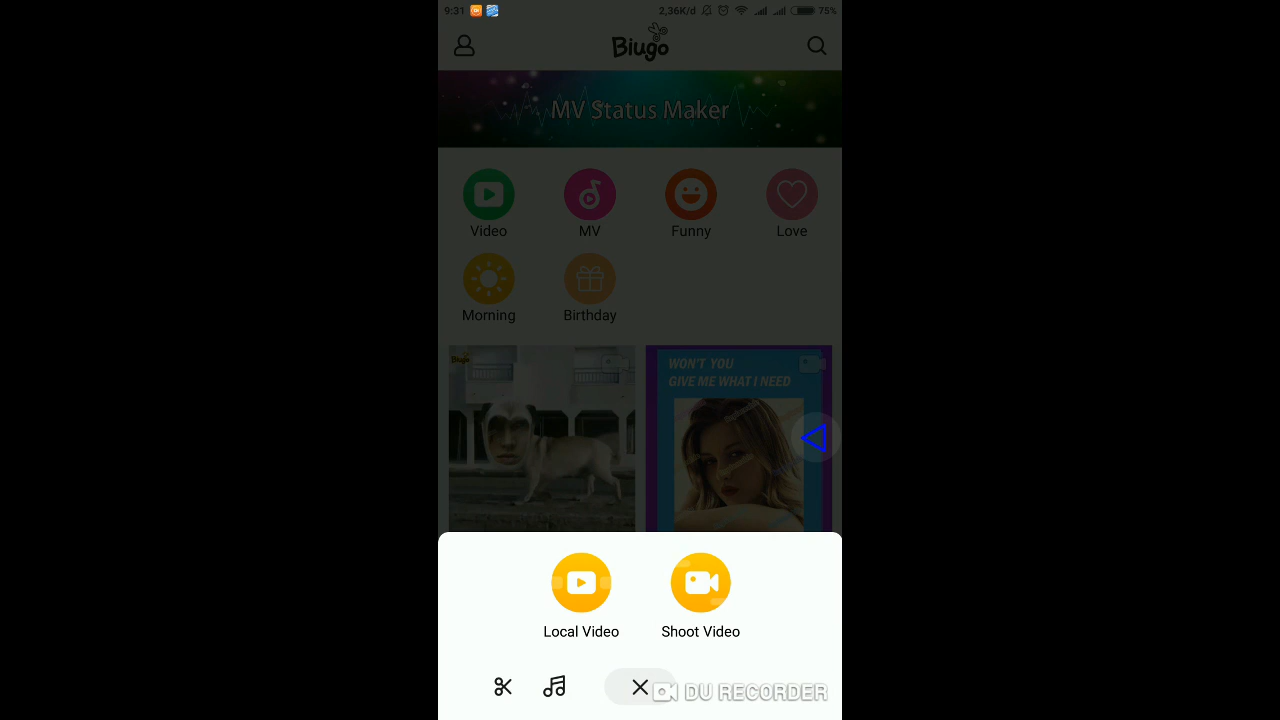 9:31
2,36K/d
75%
Biugo
MV Status Maker
Video
MV
Funny
Love
Morning
Birthday
Biugo
WON'T YOU
GIVE ME WHAT I NEED
Local Video
Shoot Video
DU RECORDER